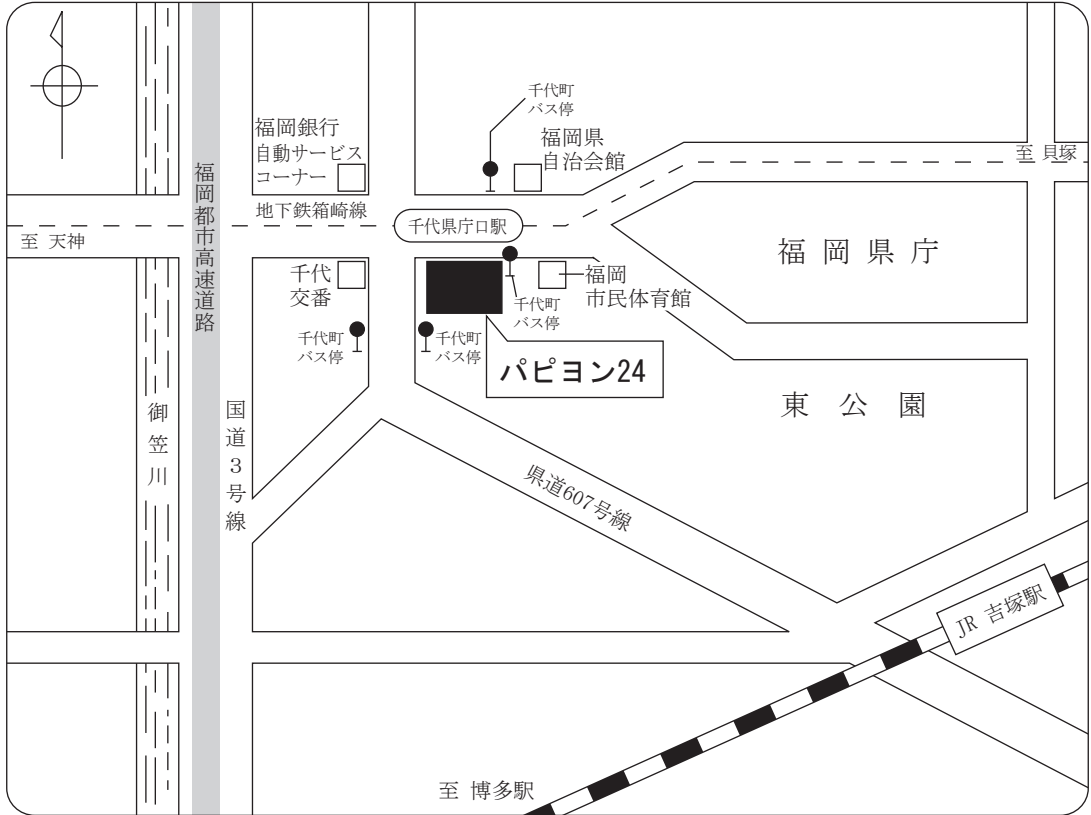 千代町
バス停
福岡銀行
自動サービス
コーナー
福岡県
自治会館
至 貝塚
福岡都市高速道路
地下鉄箱崎線
千代県庁口駅
至 天神
福岡県庁
千代
交番
福岡
市民体育館
千代町
バス停
千代町
バス停
千代町
バス停
パピヨン24
東公園
御笠川
国道3号線
県道607号線
JR 吉塚駅
至 博多駅